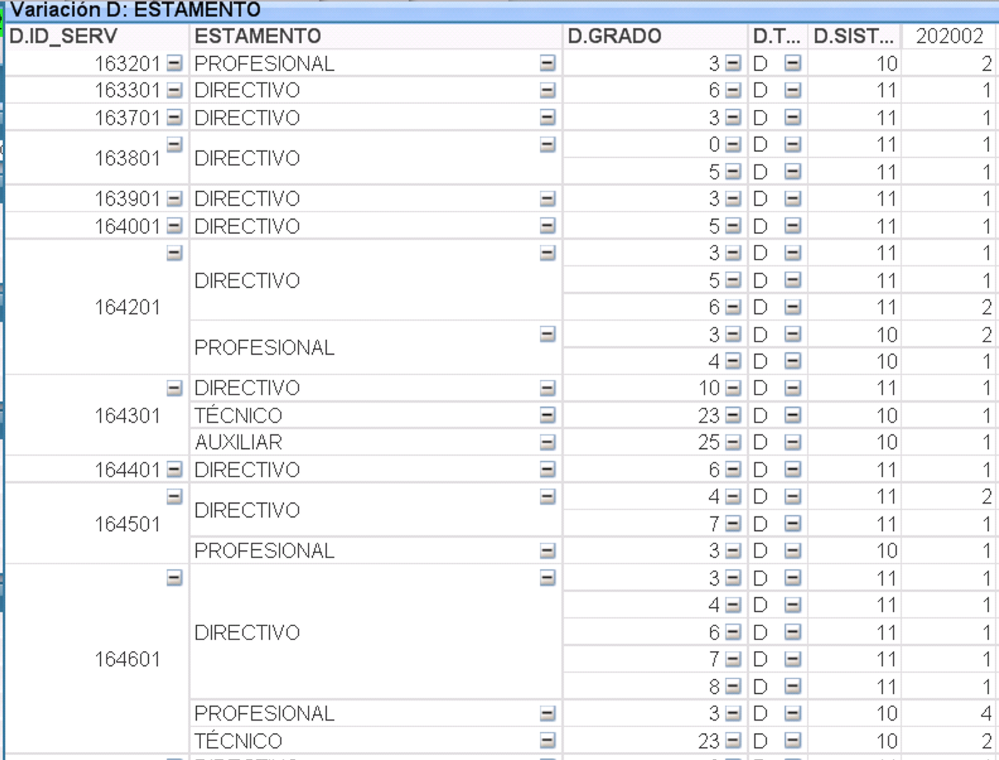 Variación D: ESTAMENTO
D.ID_SERV ESTAMENTO D.GRADO D.T... D.SIST... 202002
163201 PROFESIONAL 3 D 10 2
163301 DIRECTIVO 6 D 11 1
163701 DIRECTIVO 3 D 11 1
163801 DIRECTIVO 0 D 11 1
5 D 11 1
163901 DIRECTIVO 3 D 11 1
164001 DIRECTIVO 5 D 11 1
164201 DIRECTIVO 3 D 11 1
5 D 11 1
6 D 11 2
PROFESIONAL 3 D 10 2
4 D 10 1
164301 DIRECTIVO 10 D 11 1
TÉCNICO 23 D 10 1
AUXILIAR 25 D 10 1
164401 DIRECTIVO 6 D 11 1
164501 DIRECTIVO 4 D 11 2
7 D 11 1
PROFESIONAL 3 D 10 1
164601 DIRECTIVO 3 D 11 1
4 D 11 1
6 D 11 1
7 D 11 1
8 D 11 1
PROFESIONAL 3 D 10 4
TÉCNICO 23 D 10 2